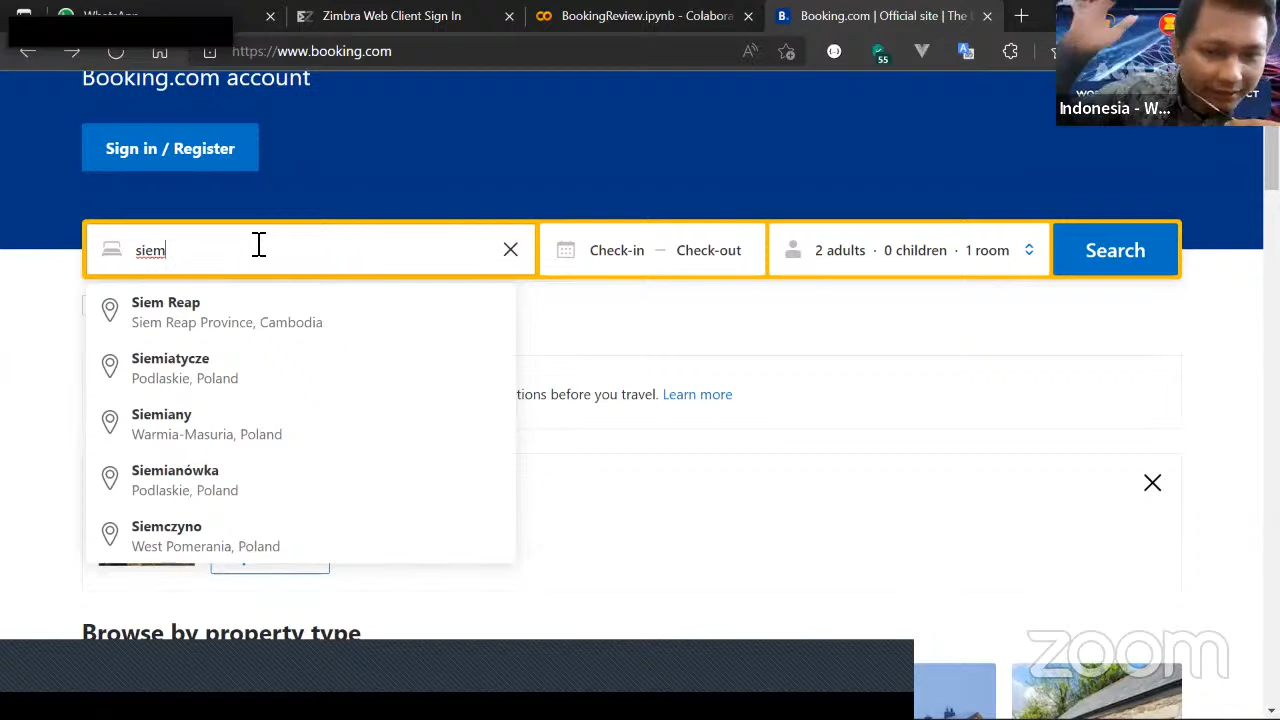 WhatsApp
Zimbra Web Client Sign In
BookingReview.ipynb - Colabora
Booking.com | Official site | The
https://www.booking.com
55
Indonesia - W...
Booking.com account
Sign in / Register
siem
Check-in — Check-out
2 adults · 0 children · 1 room
Search
Siem Reap
Siem Reap Province, Cambodia
Siemiatycze
Podlaskie, Poland
tions before you travel. Learn more
Siemiany
Warmia-Masuria, Poland
Siemianówka
Podlaskie, Poland
Siemczyno
West Pomerania, Poland
Browse by property type
zoom